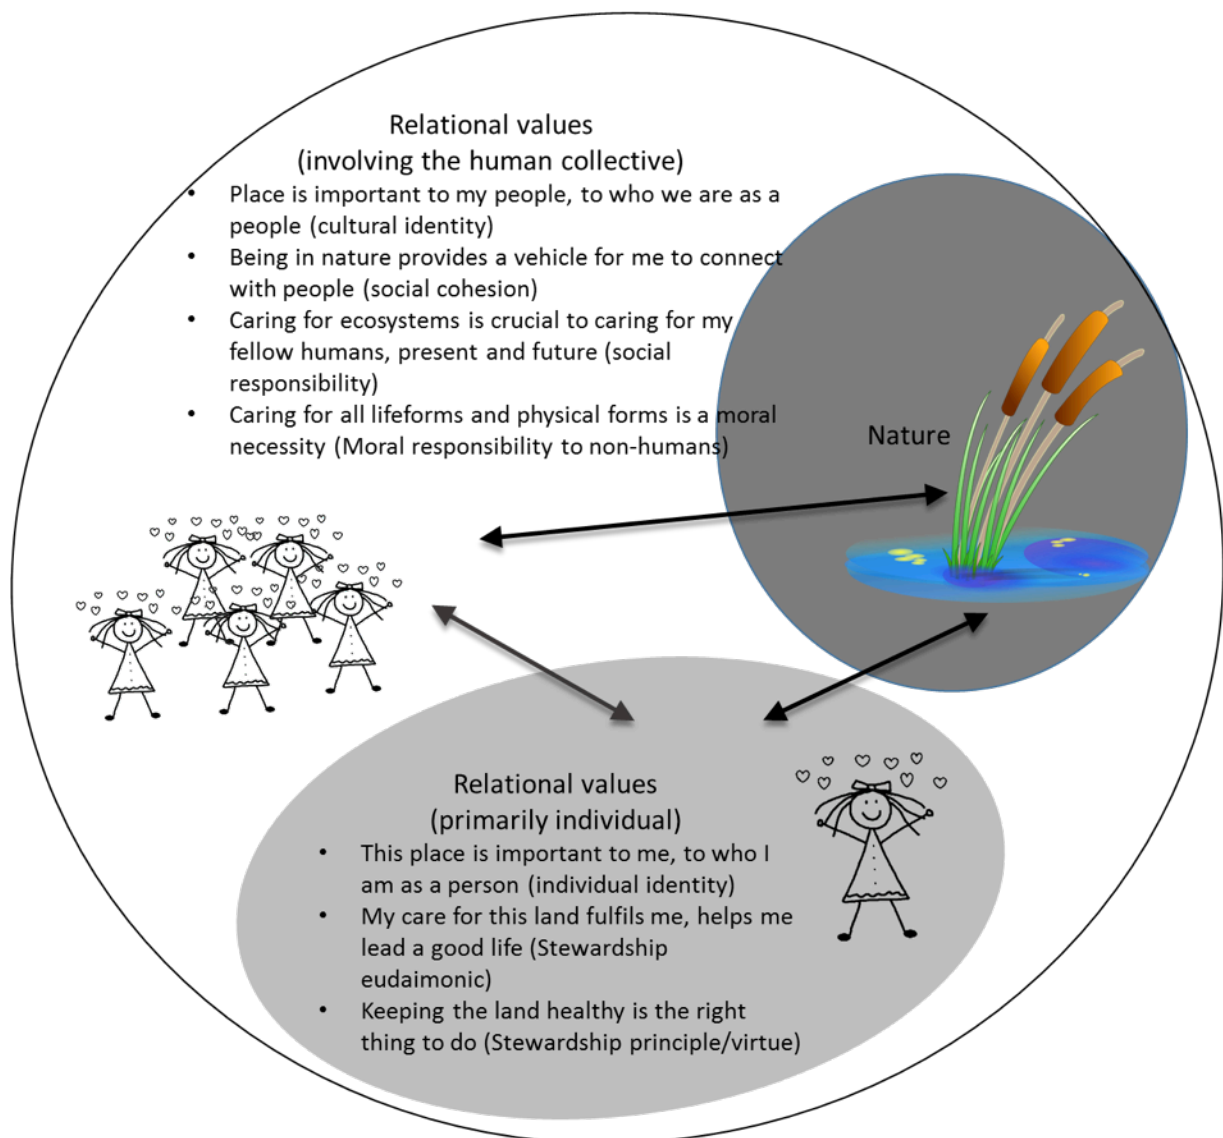 Relational values
(involving the human collective)
• Place is important to my people, to who we are as a
people (cultural identity)
• Being in nature provides a vehicle for me to connect
with people (social cohesion)
• Caring for ecosystems is crucial to caring for my
fellow humans, present and future (social
responsibility)
• Caring for all lifeforms and physical forms is a moral
necessity (Moral responsibility to non-humans)
Nature
Relational values
(primarily individual)
• This place is important to me, to who I
am as a person (individual identity)
• My care for this land fulfils me, helps me
lead a good life (Stewardship
eudaimonic)
• Keeping the land healthy is the right
thing to do (Stewardship principle/virtue)